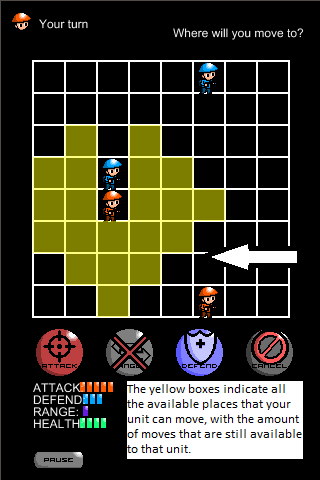 Your turn
Where will you move to?
ATTACK
DEFEND
CANCEL
ATTACK
DEFEND
RANGE:
HEALTH
The yellow boxes indicate all
the available places that your
unit can move, with the amount
of moves that are still available
to that unit.
PAUSE